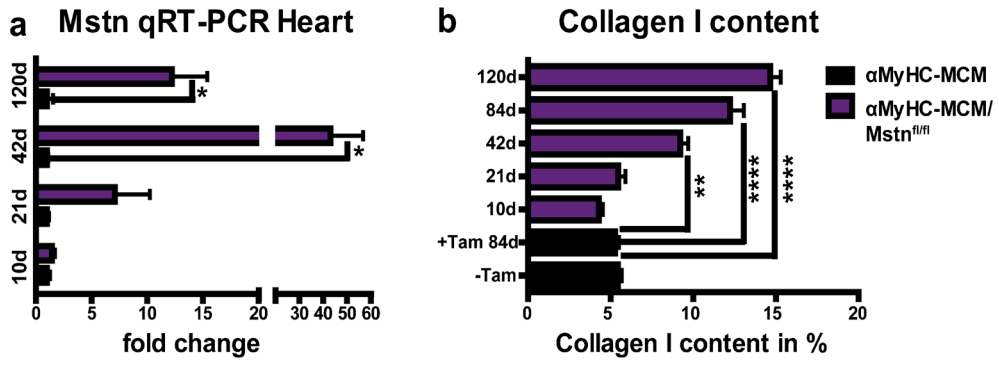 a Mstn qRT-PCR Heart
120d
*
42d
*
21d
10d
0 5 10 15 20 30 40 50 60
fold change
b Collagen I content
120d
84d
42d
21d
10d
+Tam 84d
-Tam
**
****
****
0 5 10 15 20
Collagen I content in %
αMyHC-MCM
αMyHC-MCM/
Mstnfl/fl